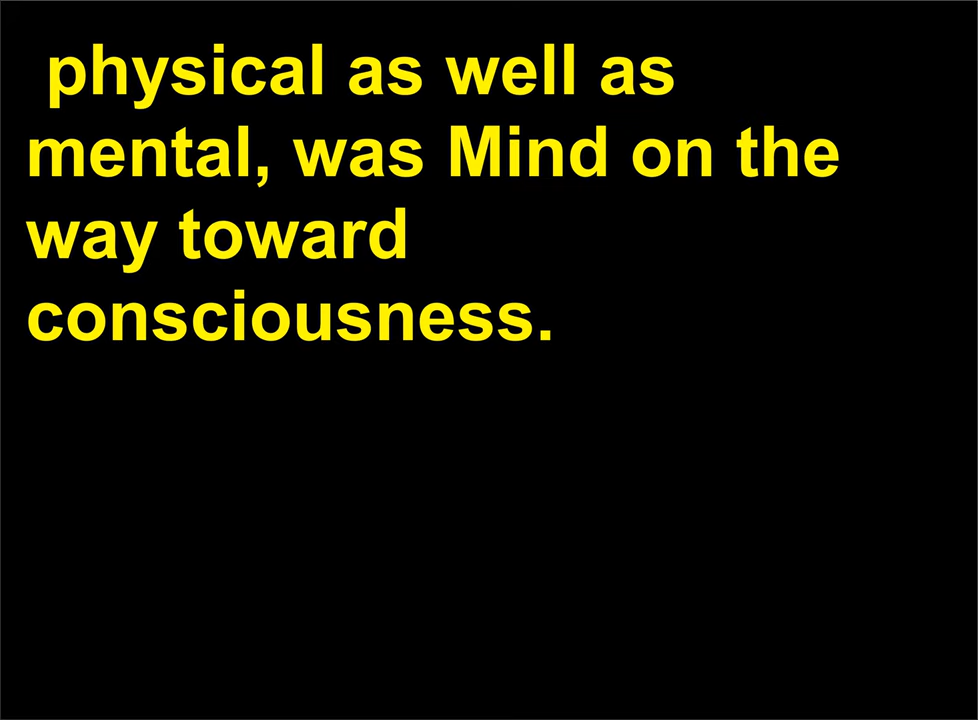 physical as well as
mental, was Mind on the
way toward
consciousness.